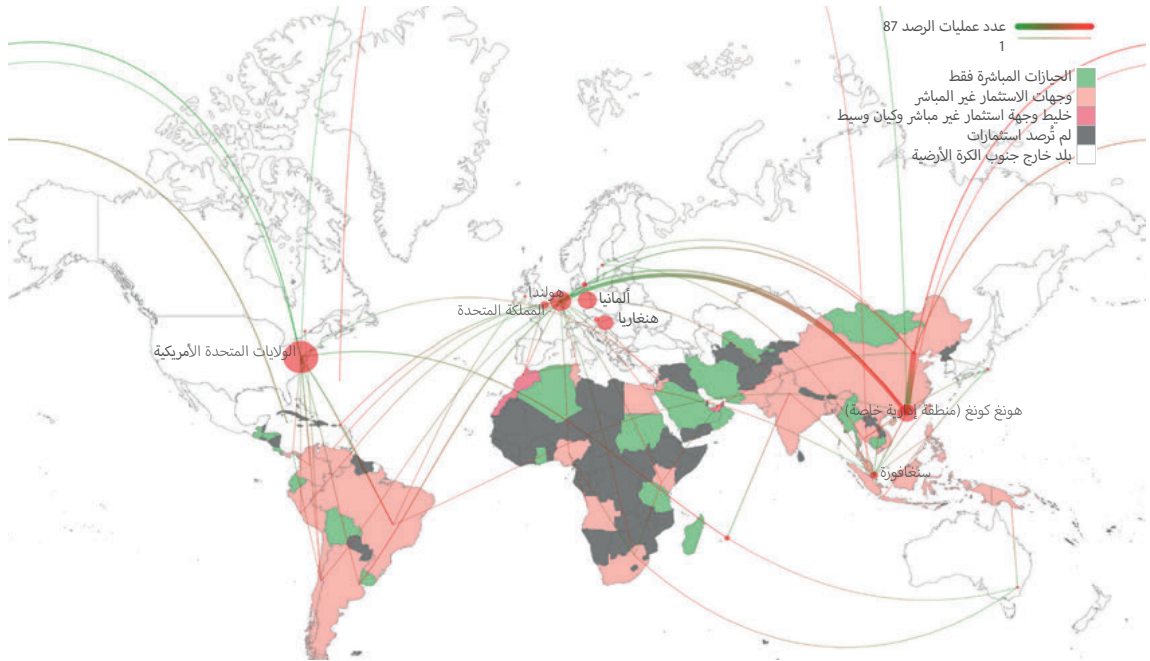 عدد عمليات الرصد 87
1
الحيازات المباشرة فقط
وجهات الاستثمار غير المباشر
خليط وجهة استثمار غير مباشر وكيان وسيط
لم تُرصد استثمارات
بلد خارج جنوب الكرة الأرضية
هولندا
ألمانيا
المملكة المتحدة
هنغاريا
الولايات المتحدة الأمريكية
هونغ كونغ (منطقة إدارية خاصة)
سنغافورة